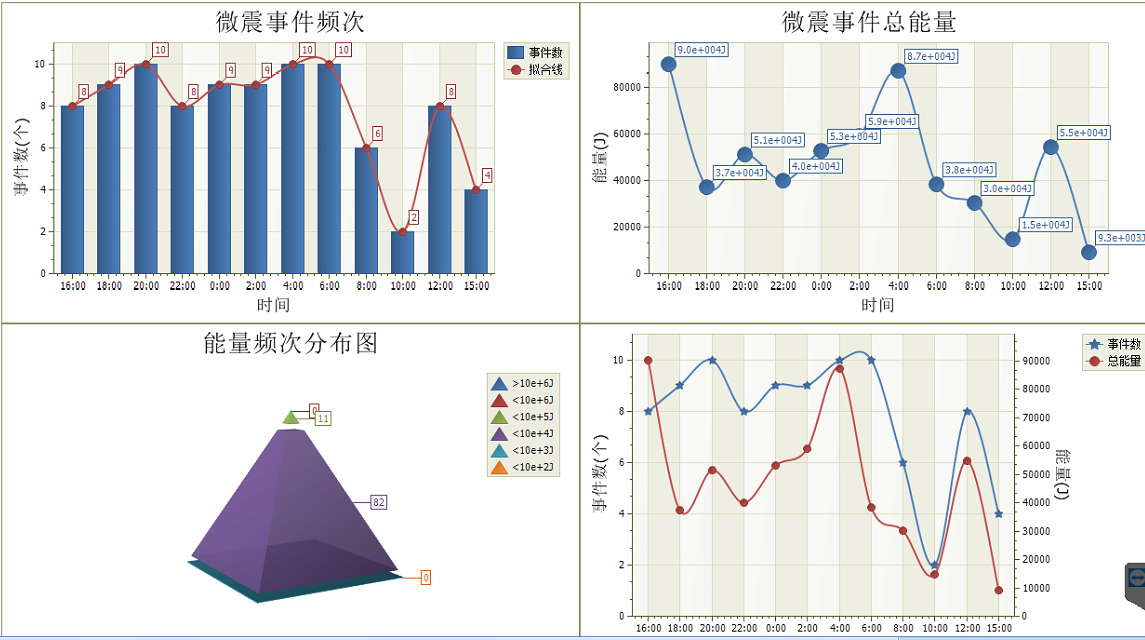 微震事件频次
事件数(个)
10
8
6
4
2
0
8
9
10
8
9
9
10
10
6
2
8
4
16:00 18:00 20:00 22:00 0:00 2:00 4:00 6:00 8:00 10:00 12:00 15:00
时间
事件数
拟合线
微震事件总能量
能量(J)
80000
60000
40000
20000
0
9.0e+004J
3.7e+004J
5.1e+004J
4.0e+004J
5.3e+004J
5.9e+004J
8.7e+004J
3.8e+004J
3.0e+004J
1.5e+004J
5.5e+004J
9.3e+003J
16:00 18:00 20:00 22:00 0:00 2:00 4:00 6:00 8:00 10:00 12:00 15:00
时间
能量频次分布图
0
11
82
0
>10e+6J
<10e+6J
<10e+5J
<10e+4J
<10e+3J
<10e+2J
事件数(个)
10
8
6
4
2
0
90000
80000
70000
60000
50000
40000
30000
20000
10000
0
能量(J)
16:00 18:00 20:00 22:00 0:00 2:00 4:00 6:00 8:00 10:00 12:00 15:00
事件数
总能量